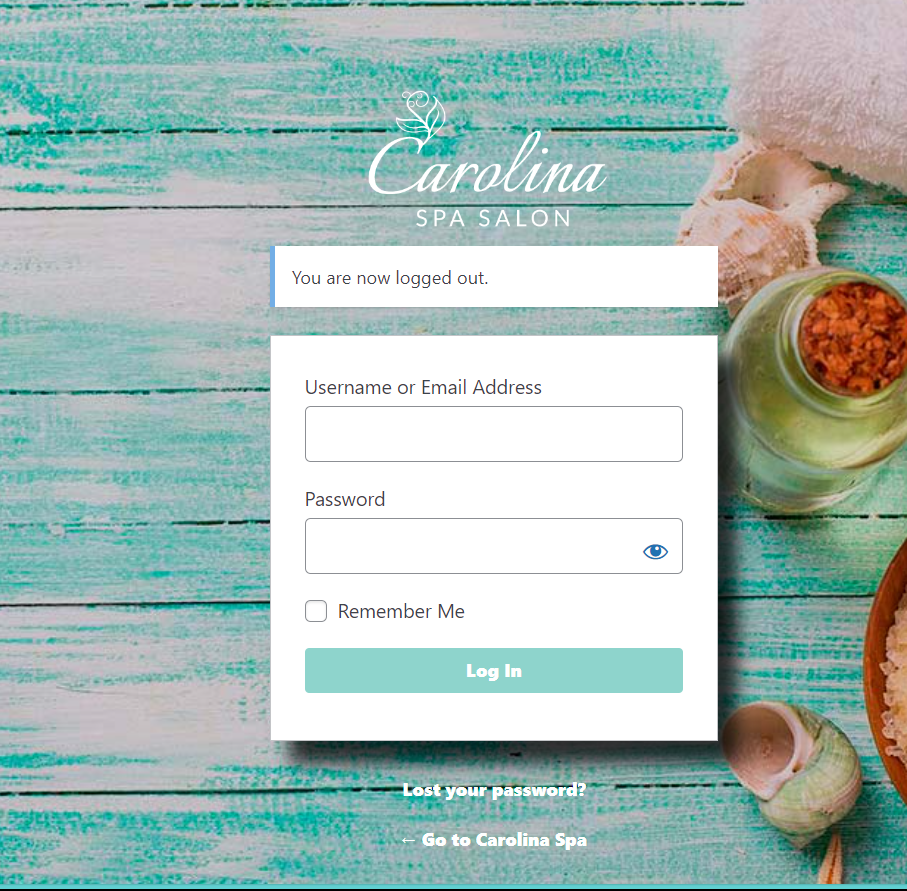 Carolina
SPA SALON
You are now logged out.
Username or Email Address
Password
Remember Me
Log In
Lost your password?
← Go to Carolina Spa